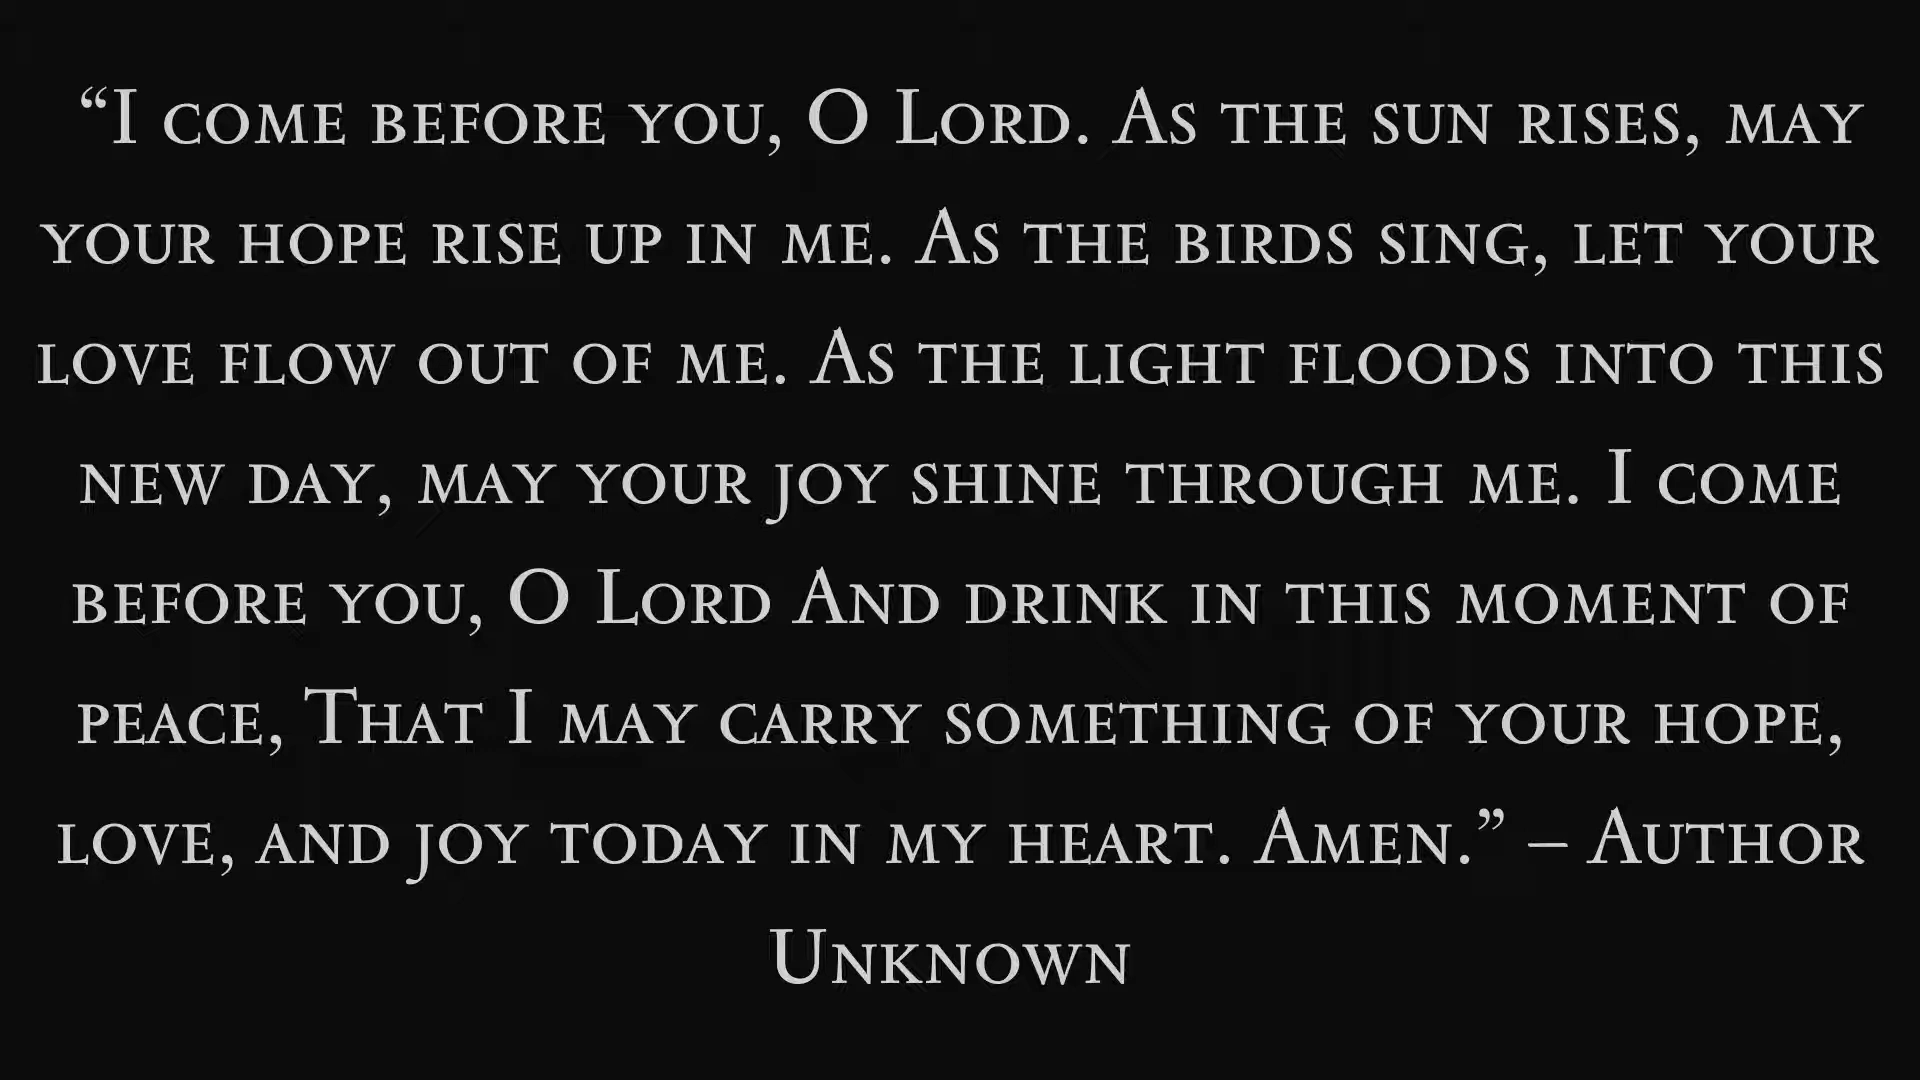 “I come before you, O Lord. As the sun rises, may
your hope rise up in me. As the birds sing, let your
love flow out of me. As the light floods into this
new day, may your joy shine through me. I come
before you, O Lord And drink in this moment of
peace, That I may carry something of your hope,
love, and joy today in my heart. Amen.” – Author
Unknown